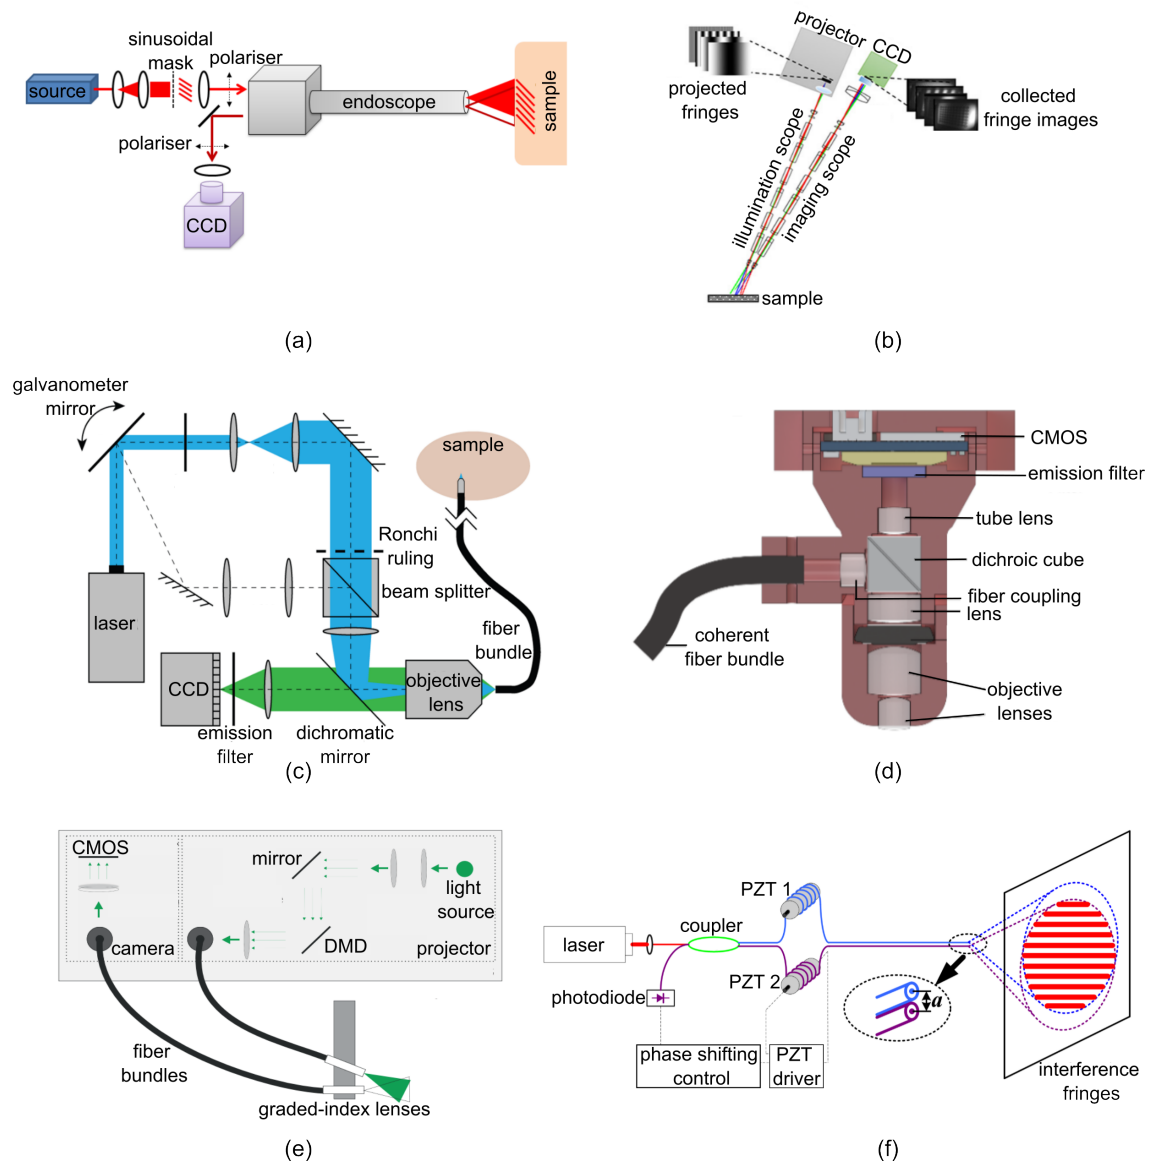 sinusoidal
mask
polariser
source
endoscope
sample
polariser
CCD
(a)
projector
CCD
projected
fringes
collected
fringe images
illumination scope
imaging scope
sample
(b)
galvanometer
mirror
sample
Ronchi
ruling
beam splitter
laser
fiber
bundle
CCD
objective
lens
emission
filter
dichromatic
mirror
(c)
CMOS
emission filter
tube lens
dichroic cube
fiber coupling
lens
coherent
fiber bundle
objective
lenses
(d)
CMOS
mirror
light
source
camera
DMD
projector
fiber
bundles
graded-index lenses
(e)
PZT 1
coupler
laser
PZT 2
photodiode
a
phase shifting
control
PZT
driver
interference
fringes
(f)